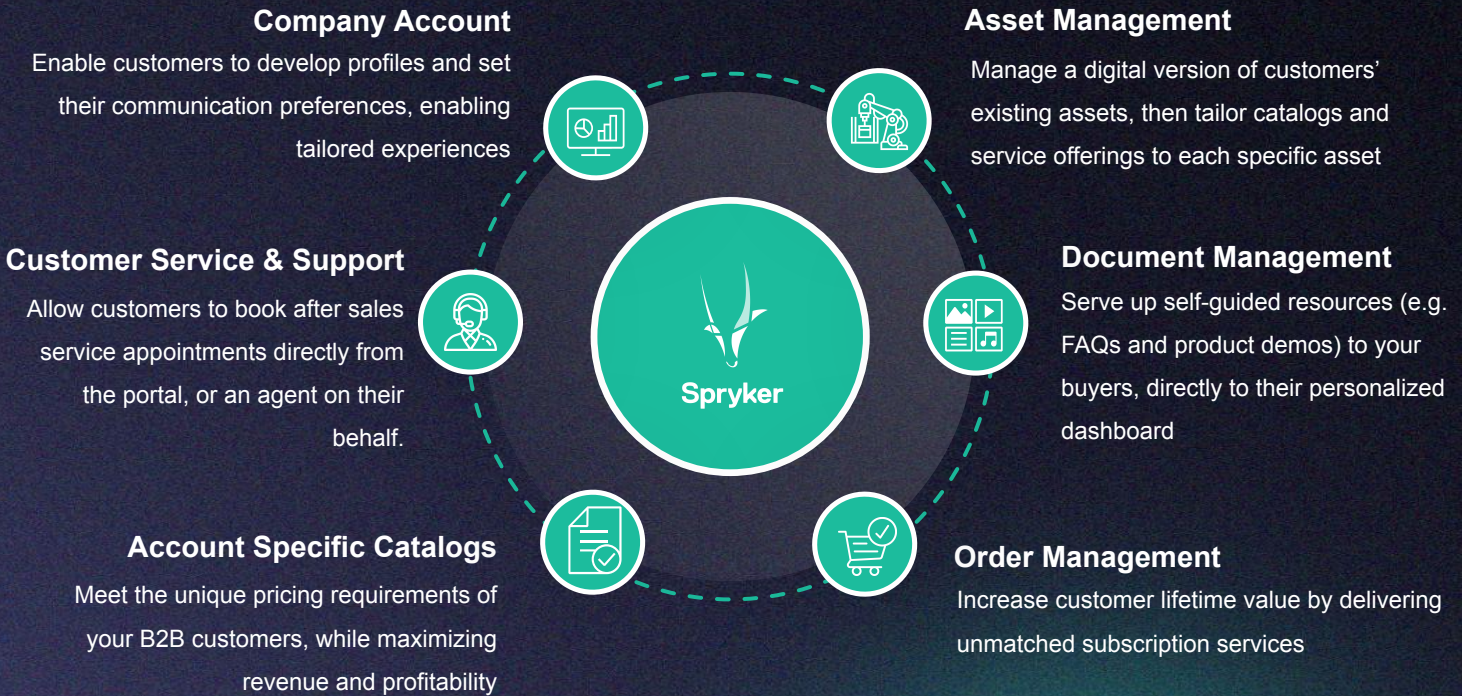 Company Account
Enable customers to develop profiles and set
their communication preferences, enabling
tailored experiences
Customer Service & Support
Allow customers to book after sales
service appointments directly from
the portal, or an agent on their
behalf.
Account Specific Catalogs
Meet the unique pricing requirements of
your B2B customers, while maximizing
revenue and profitability
Spryker
Asset Management
Manage a digital version of customers’
existing assets, then tailor catalogs and
service offerings to each specific asset
Document Management
Serve up self-guided resources (e.g.
FAQs and product demos) to your
buyers, directly to their personalized
dashboard
Order Management
Increase customer lifetime value by delivering
unmatched subscription services